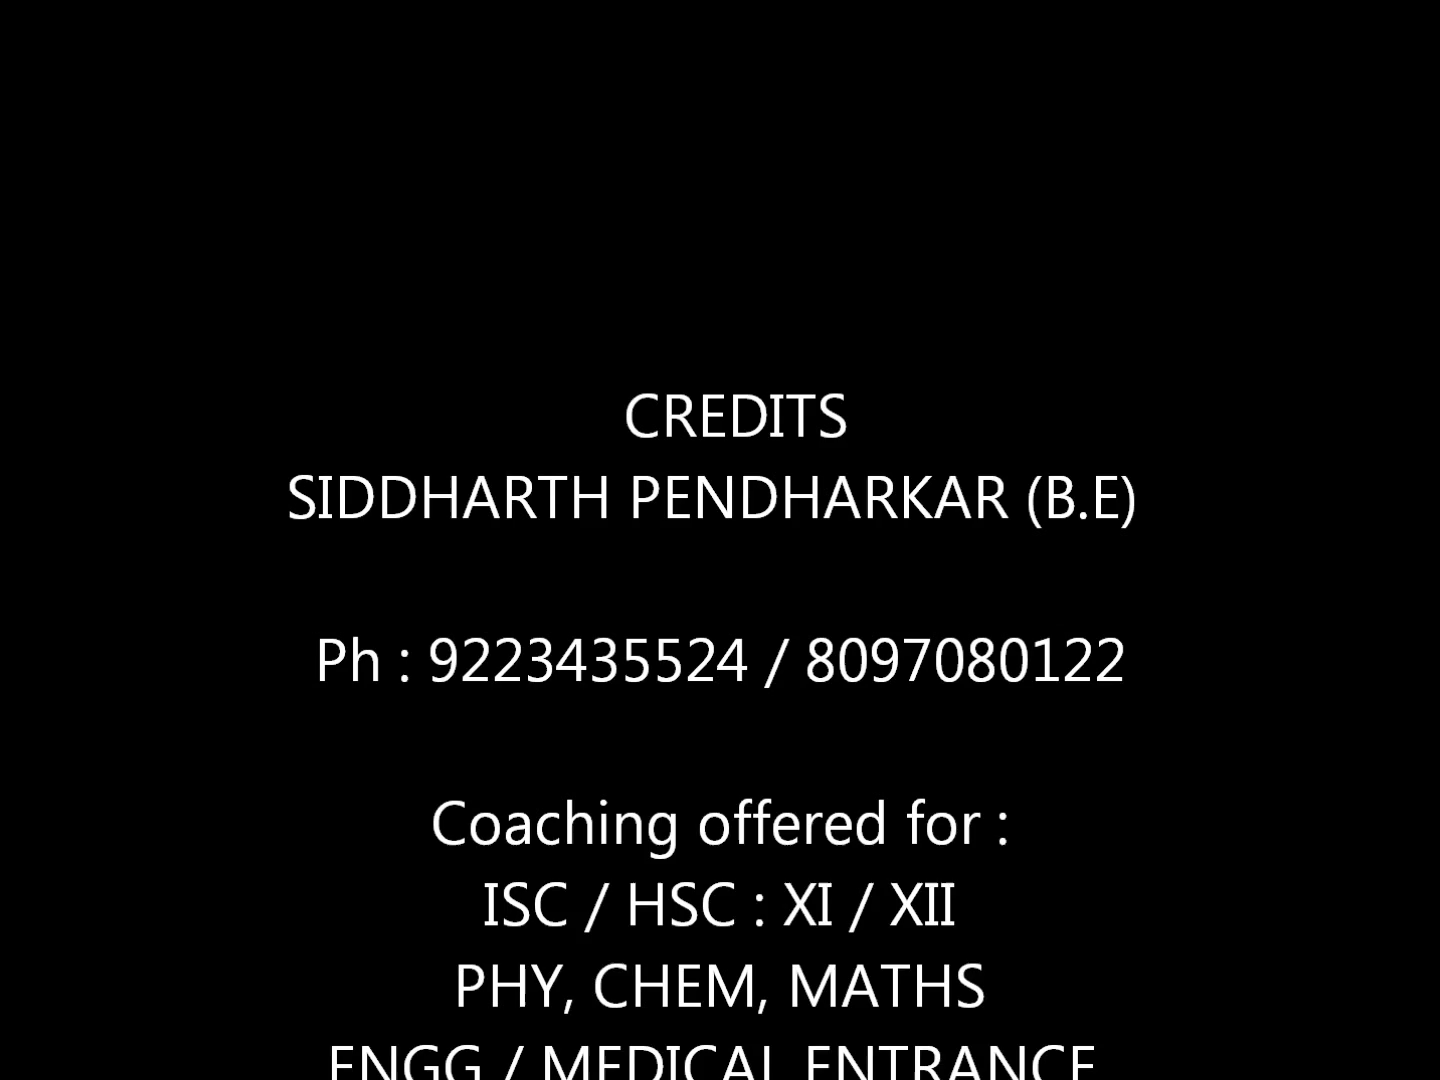 CREDITS
SIDDHARTH PENDHARKAR (B.E)
Ph : 9223435524 / 8097080122
Coaching offered for :
ISC / HSC : XI / XII
PHY, CHEM, MATHS
ENGG / MEDICAL ENTRANCE